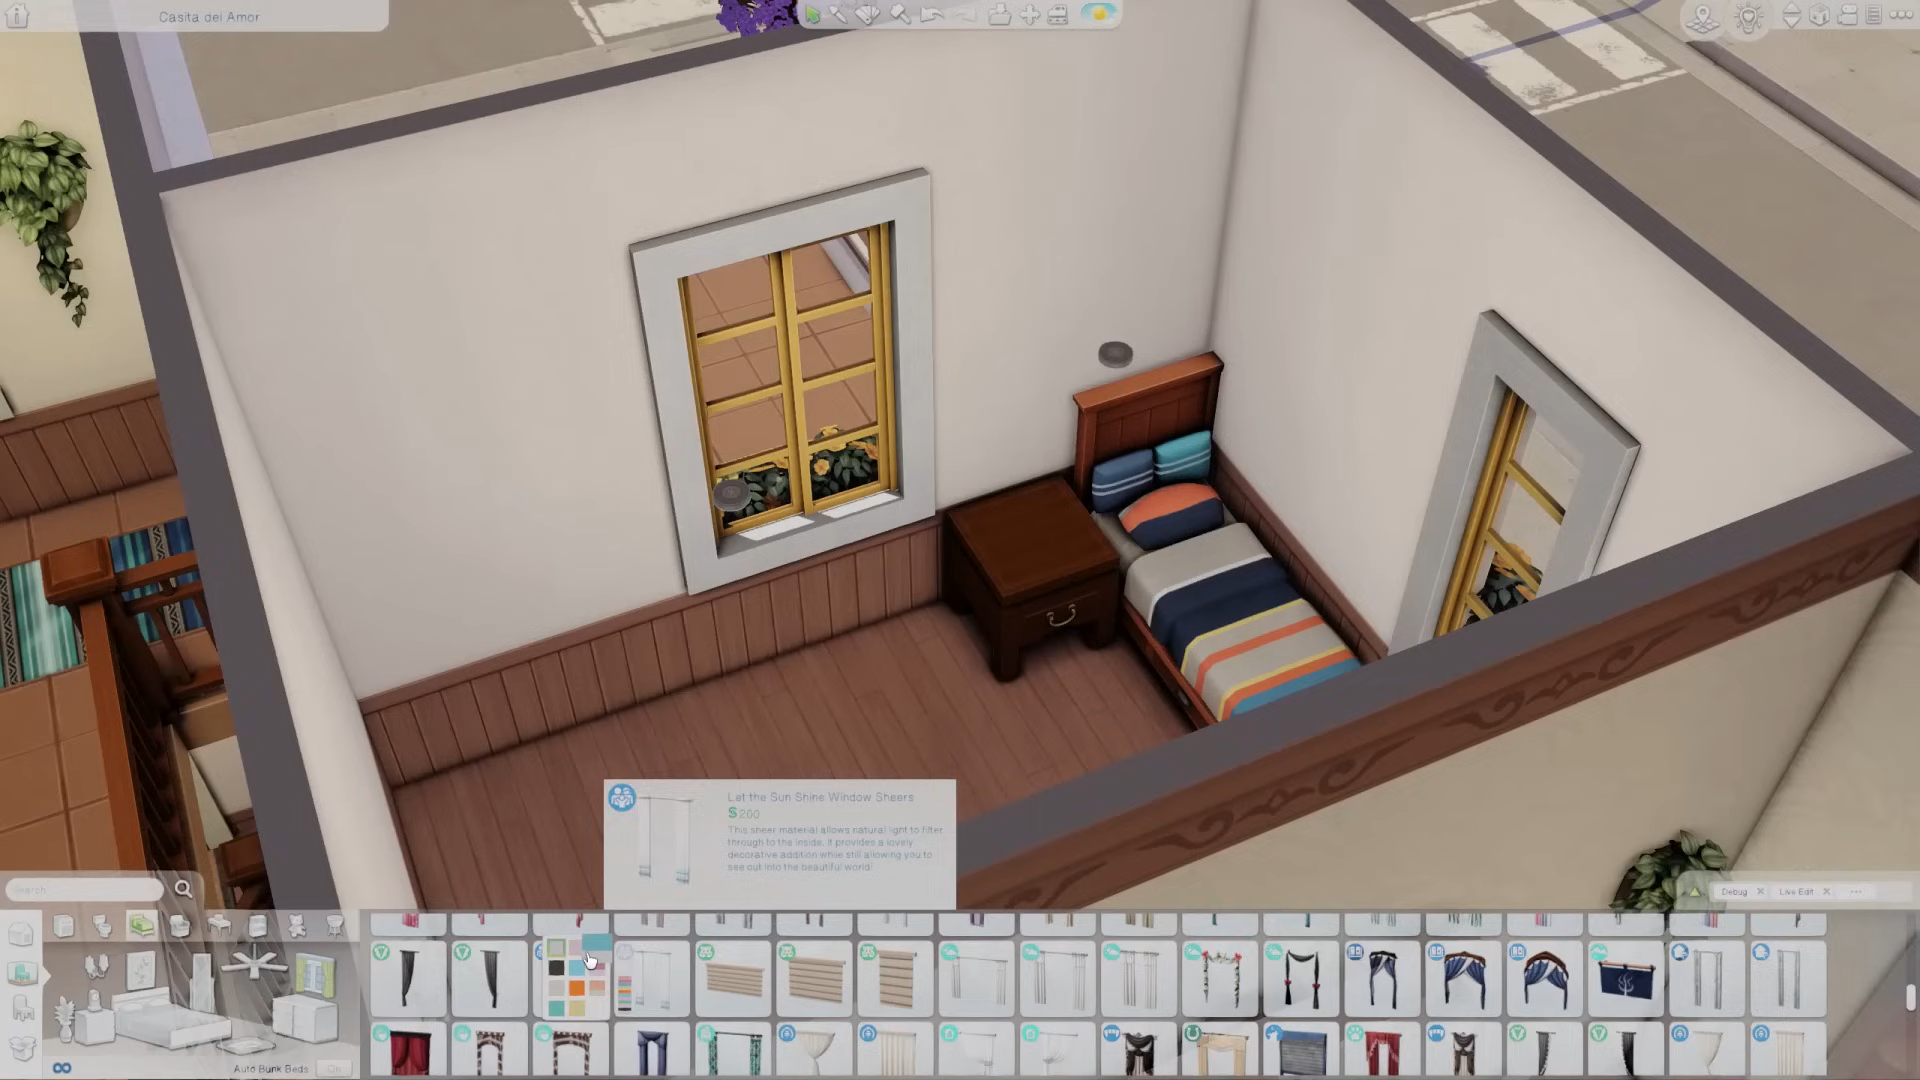 Casita del Amor
Let the Sun Shine Window Sheers
$200
This sheer material allows natural light to filter
through to the inside. It provides a lovely
decorative addition while still allowing you to
see out into the beautiful world!
Search
Debug
Live Edit
Auto Bunk Beds
On